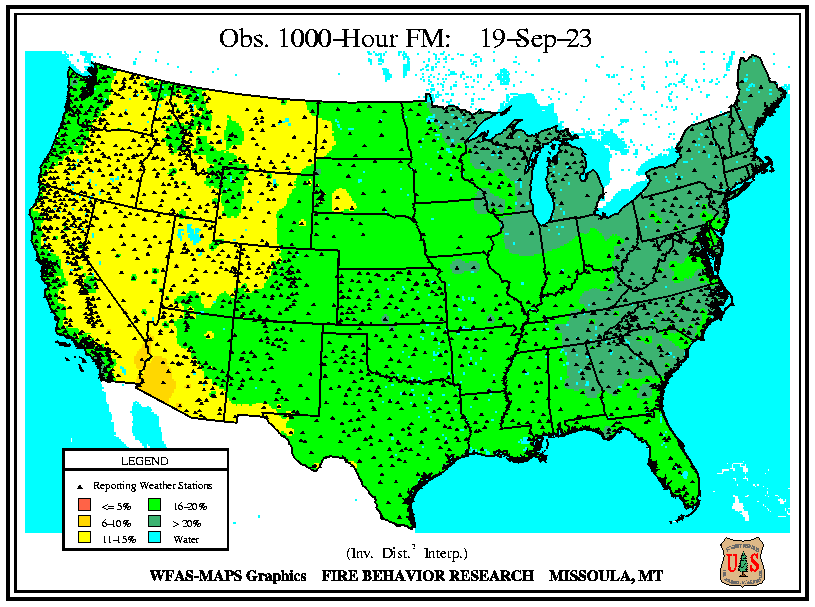 Obs. 1000-Hour FM: 19-Sep-23
LEGEND
Reporting Weather Stations
<= 5% 16-20%
6-10% > 20%
11-15% Water
(Inv. Dist.² Interp.)
WFAS-MAPS Graphics FIRE BEHAVIOR RESEARCH MISSOULA, MT
U S